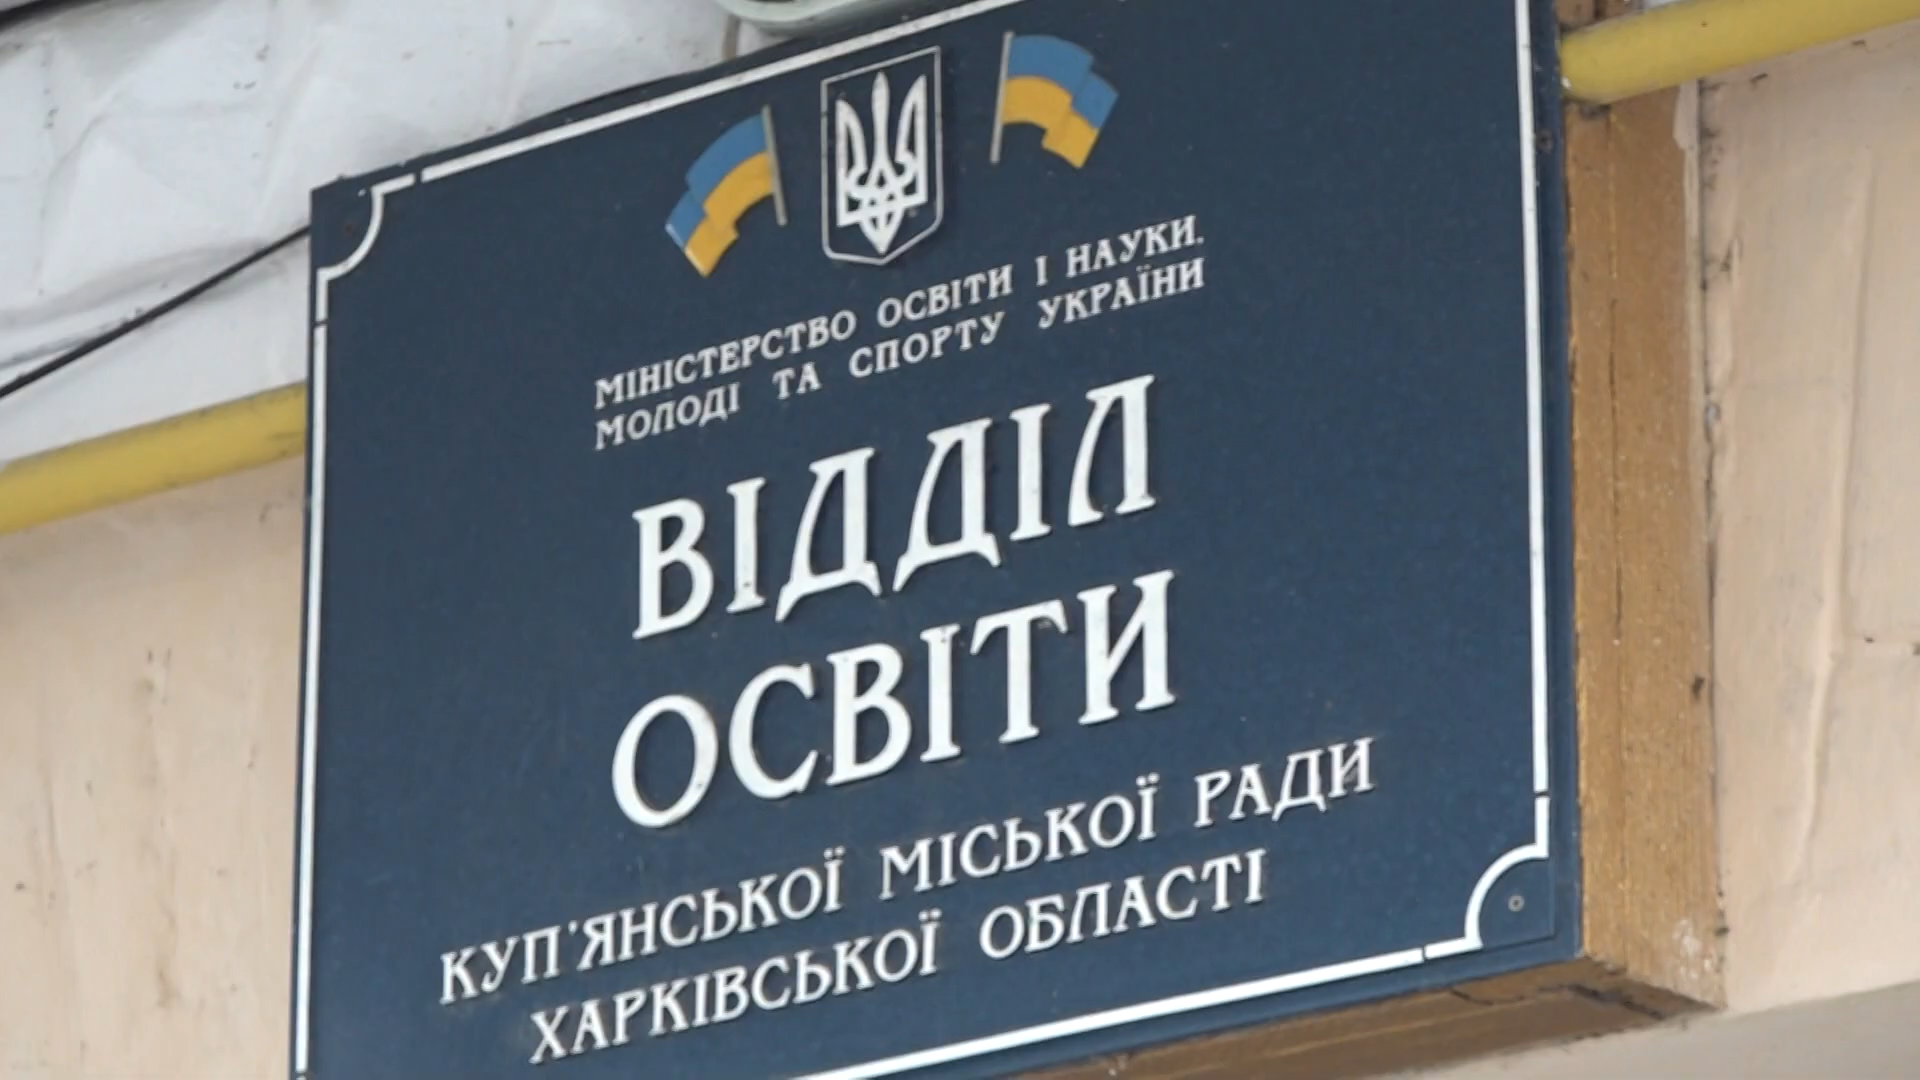 МІНІСТЕРСТВО ОСВІТИ І НАУКИ,
МОЛОДІ ТА СПОРТУ УКРАЇНИ
ВІДДІЛ
ОСВІТИ
КУП'ЯНСЬКОЇ МІСЬКОЇ РАДИ
ХАРКІВСЬКОЇ ОБЛАСТІ